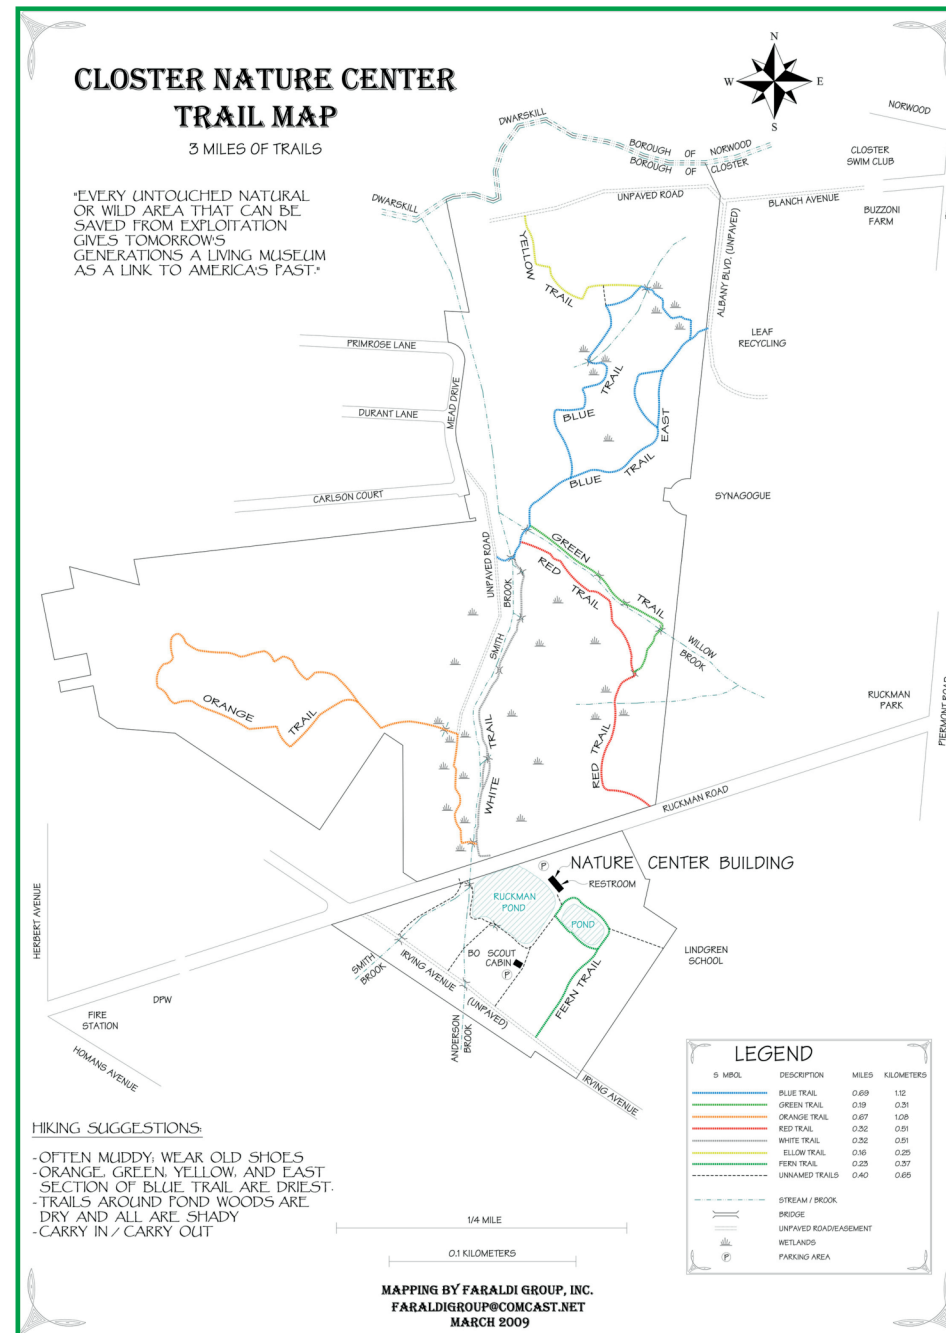 CLOSTER NATURE CENTER
TRAIL MAP
3 MILES OF TRAILS
"EVERY UNTOUCHED NATURAL
OR WILD AREA THAT CAN BE
SAVED FROM EXPLOITATION
GIVES TOMORROW'S
GENERATIONS A LIVING MUSEUM
AS A LINK TO AMERICA'S PAST."
N
W
E
S
NORWOOD
DWARSKILL
BOROUGH OF NORWOOD
BOROUGH OF CLOSTER
CLOSTER
SWIM CLUB
DWARSKILL
UNPAVED ROAD
BLANCH AVENUE
BUZZONI
FARM
YELLOW
TRAIL
ALBANY BLVD. (UNPAVED)
LEAF
RECYCLING
PRIMROSE LANE
MEAD DRIVE
DURANT LANE
BLUE
TRAIL
EAST
BLUE
TRAIL
CARLSON COURT
SYNAGOGUE
UNPAVED ROAD
GREEN
TRAIL
RED
TRAIL
SMITH
BROOK
WILLOW
BROOK
ORANGE
TRAIL
WHITE
TRAIL
RED TRAIL
RUCKMAN
PARK
PIERMONT ROAD
RUCKMAN ROAD
P
NATURE CENTER BUILDING
RESTROOM
RUCKMAN
POND
POND
HERBERT AVENUE
BO SCOUT
CABIN
P
LINDGREN
SCHOOL
SMITH
BROOK
IRVING AVENUE
(UNPAVED)
FERN TRAIL
DPW
FIRE
STATION
ANDERSON
BROOK
HOMANS AVENUE
IRVING AVENUE
LEGEND
S MBOL DESCRIPTION MILES KILOMETERS
BLUE TRAIL 0.69 1.12
GREEN TRAIL 0.19 0.31
ORANGE TRAIL 0.67 1.08
RED TRAIL 0.32 0.51
WHITE TRAIL 0.32 0.51
ELLOW TRAIL 0.16 0.25
FERN TRAIL 0.23 0.37
UNNAMED TRAILS 0.40 0.65
STREAM / BROOK
BRIDGE
UNPAVED ROAD/EASEMENT
WETLANDS
P PARKING AREA
HIKING SUGGESTIONS:
-OFTEN MUDDY; WEAR OLD SHOES
-ORANGE, GREEN, YELLOW, AND EAST
SECTION OF BLUE TRAIL ARE DRIEST.
-TRAILS AROUND POND WOODS ARE
DRY AND ALL ARE SHADY
-CARRY IN / CARRY OUT
1/4 MILE
0.1 KILOMETERS
MAPPING BY FARALDI GROUP, INC.
FARALDIGROUP@COMCAST.NET
MARCH 2009